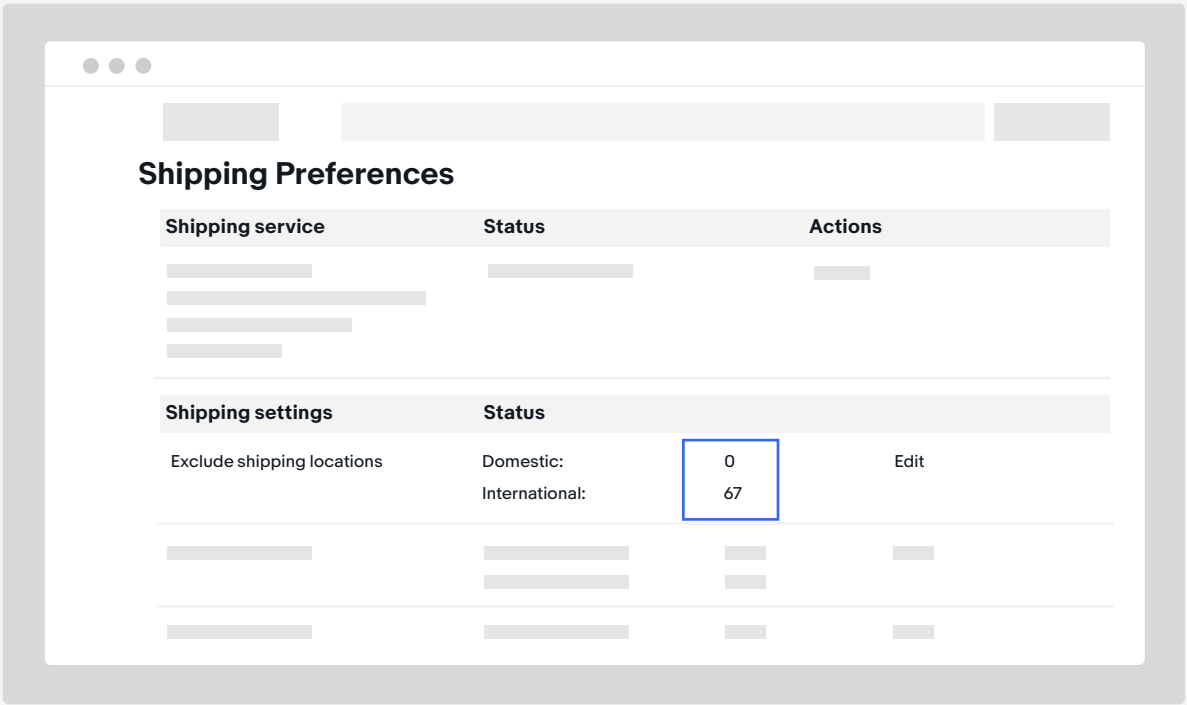 Shipping Preferences
Shipping service Status Actions
Shipping settings Status
Exclude shipping locations Domestic: 0 Edit
International: 67